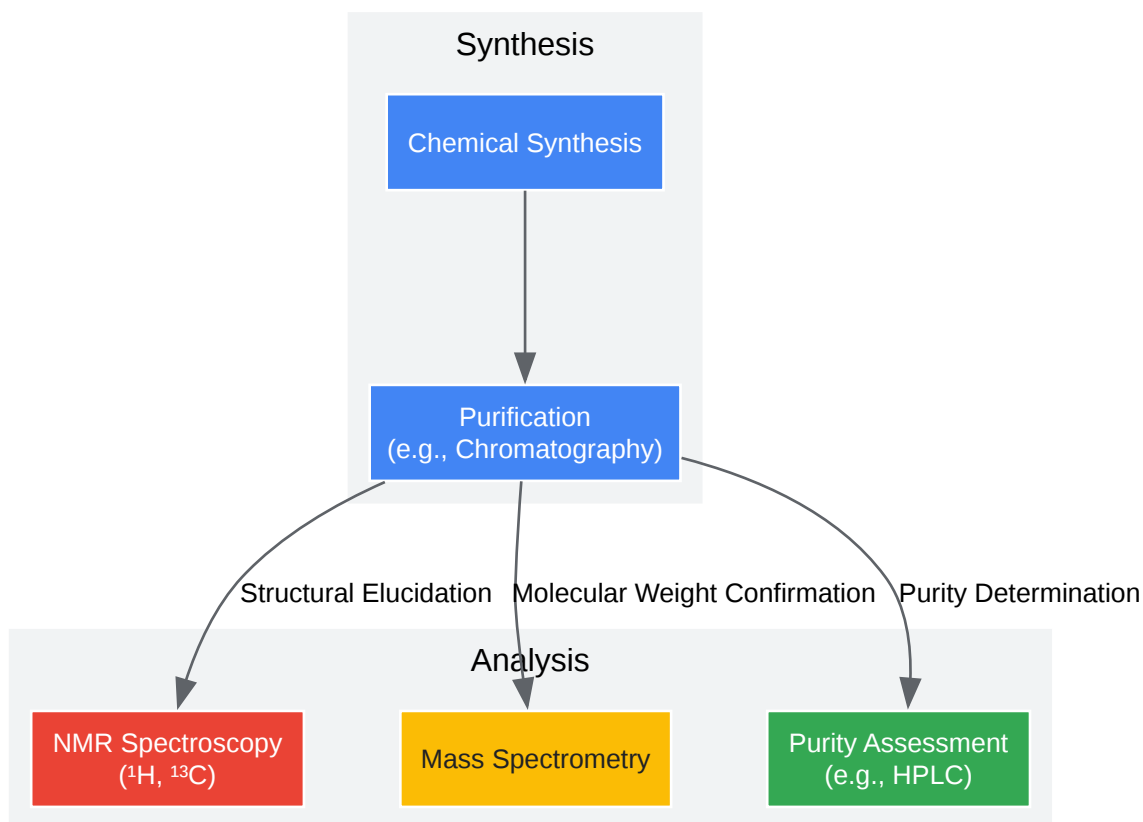 Synthesis
Chemical Synthesis
Purification
(e.g., Chromatography)
Structural Elucidation
Molecular Weight Confirmation
Purity Determination
Analysis
NMR Spectroscopy
(¹H, ¹³C)
Mass Spectrometry
Purity Assessment
(e.g., HPLC)